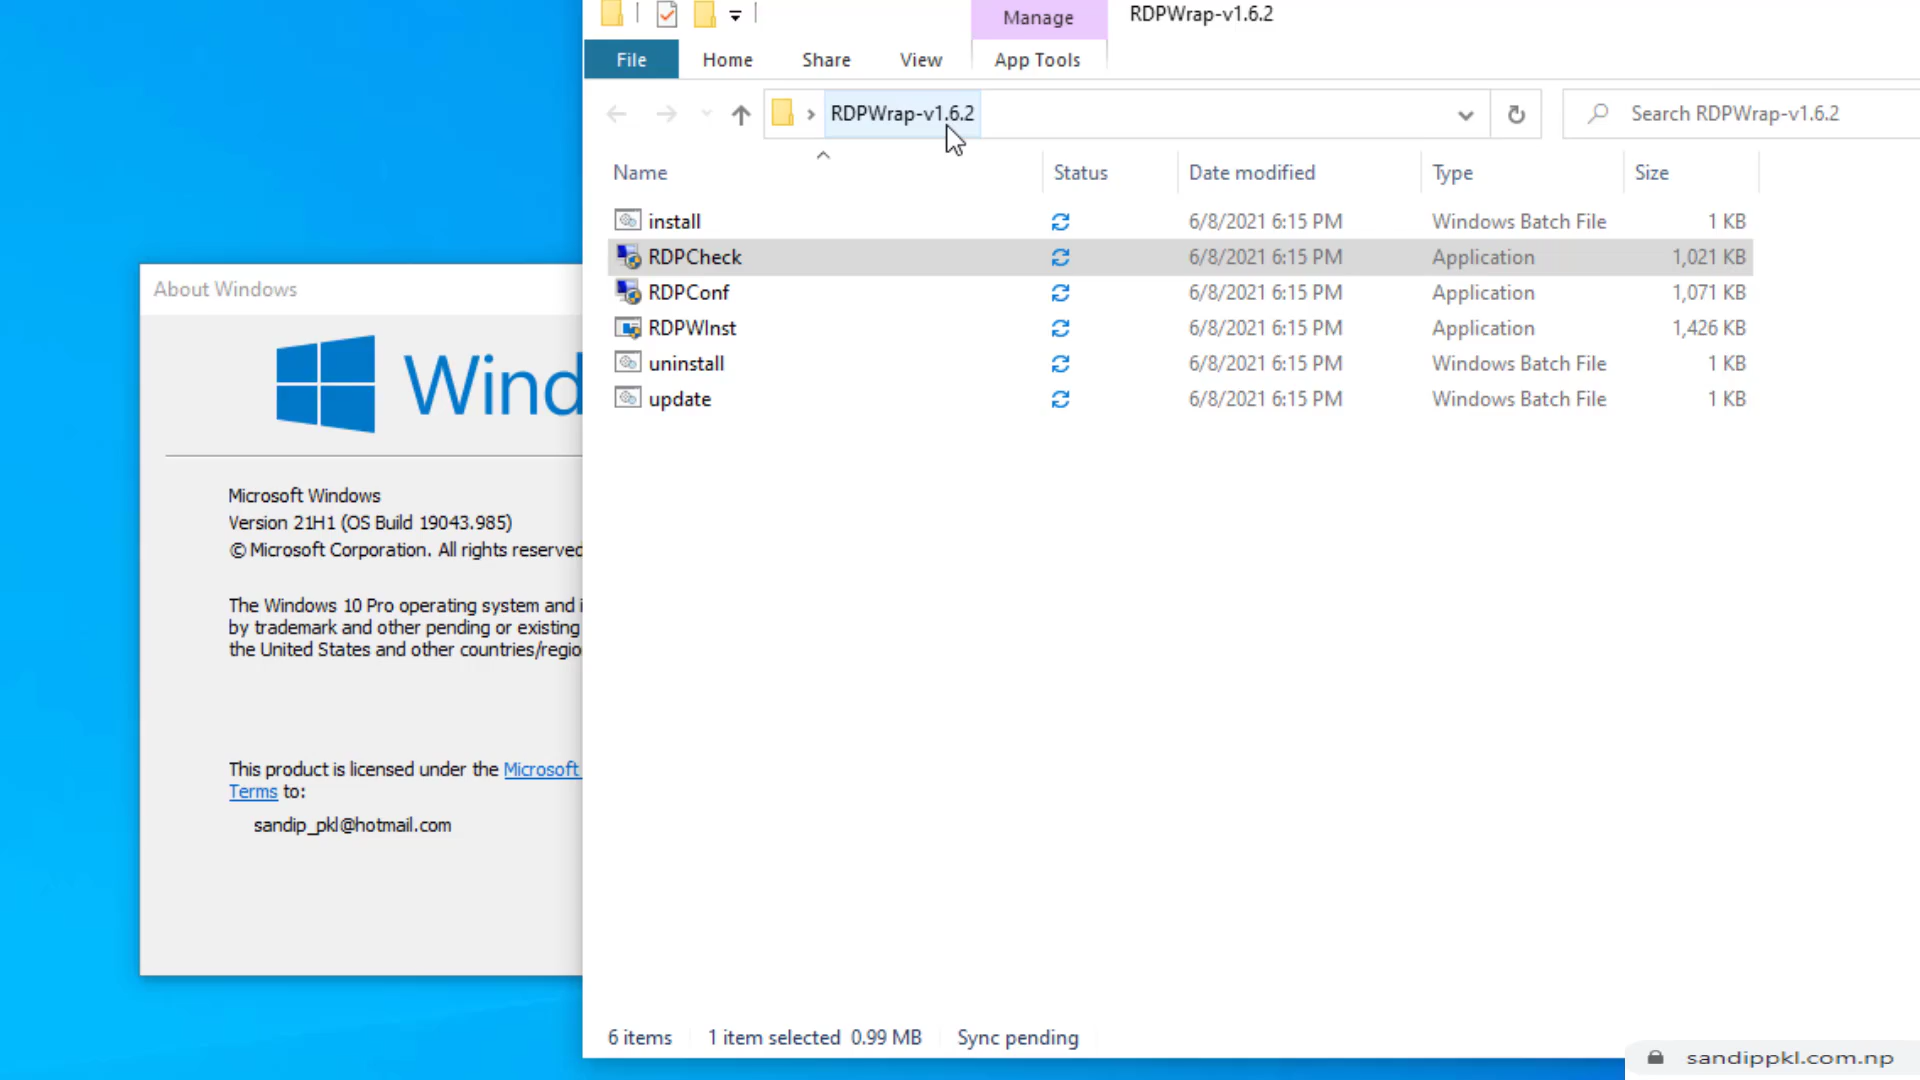 Manage
RDPWrap-v1.6.2
File
Home
Share
View
App Tools
RDPWrap-v1.6.2
Search RDPWrap-v1.6.2
Name
Status
Date modified
Type
Size
install
6/8/2021 6:15 PM
Windows Batch File
1 KB
RDPCheck
6/8/2021 6:15 PM
Application
1,021 KB
RDPConf
6/8/2021 6:15 PM
Application
1,071 KB
RDPWInst
6/8/2021 6:15 PM
Application
1,426 KB
uninstall
6/8/2021 6:15 PM
Windows Batch File
1 KB
update
6/8/2021 6:15 PM
Windows Batch File
1 KB
6 items
1 item selected 0.99 MB
Sync pending
About Windows
Wind
Microsoft Windows
Version 21H1 (OS Build 19043.985)
© Microsoft Corporation. All rights reserved
The Windows 10 Pro operating system and i
by trademark and other pending or existing
the United States and other countries/regio
This product is licensed under the Microsoft
Terms to:
sandip_pkl@hotmail.com
sandippkl.com.np